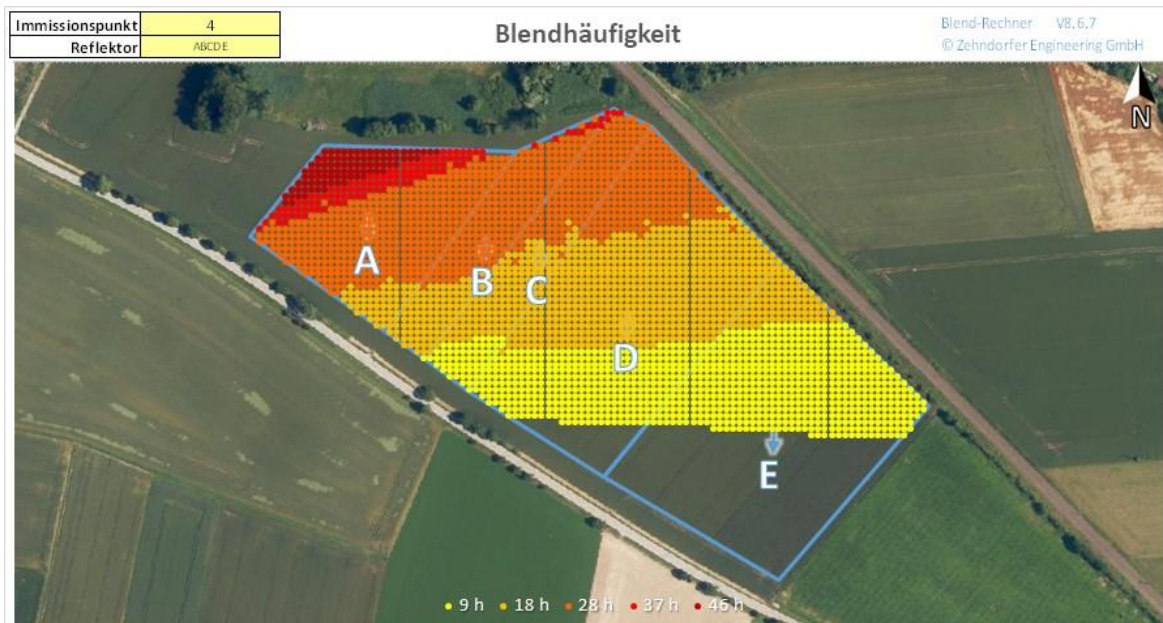 Immissionspunkt 4
Reflektor ABCDE
Blendhäufigkeit
Blend-Rechner V8.6.7
© Zehndorfer Engineering GmbH
N
A
B
C
D
E
9 h 18 h 28 h 37 h 46 h